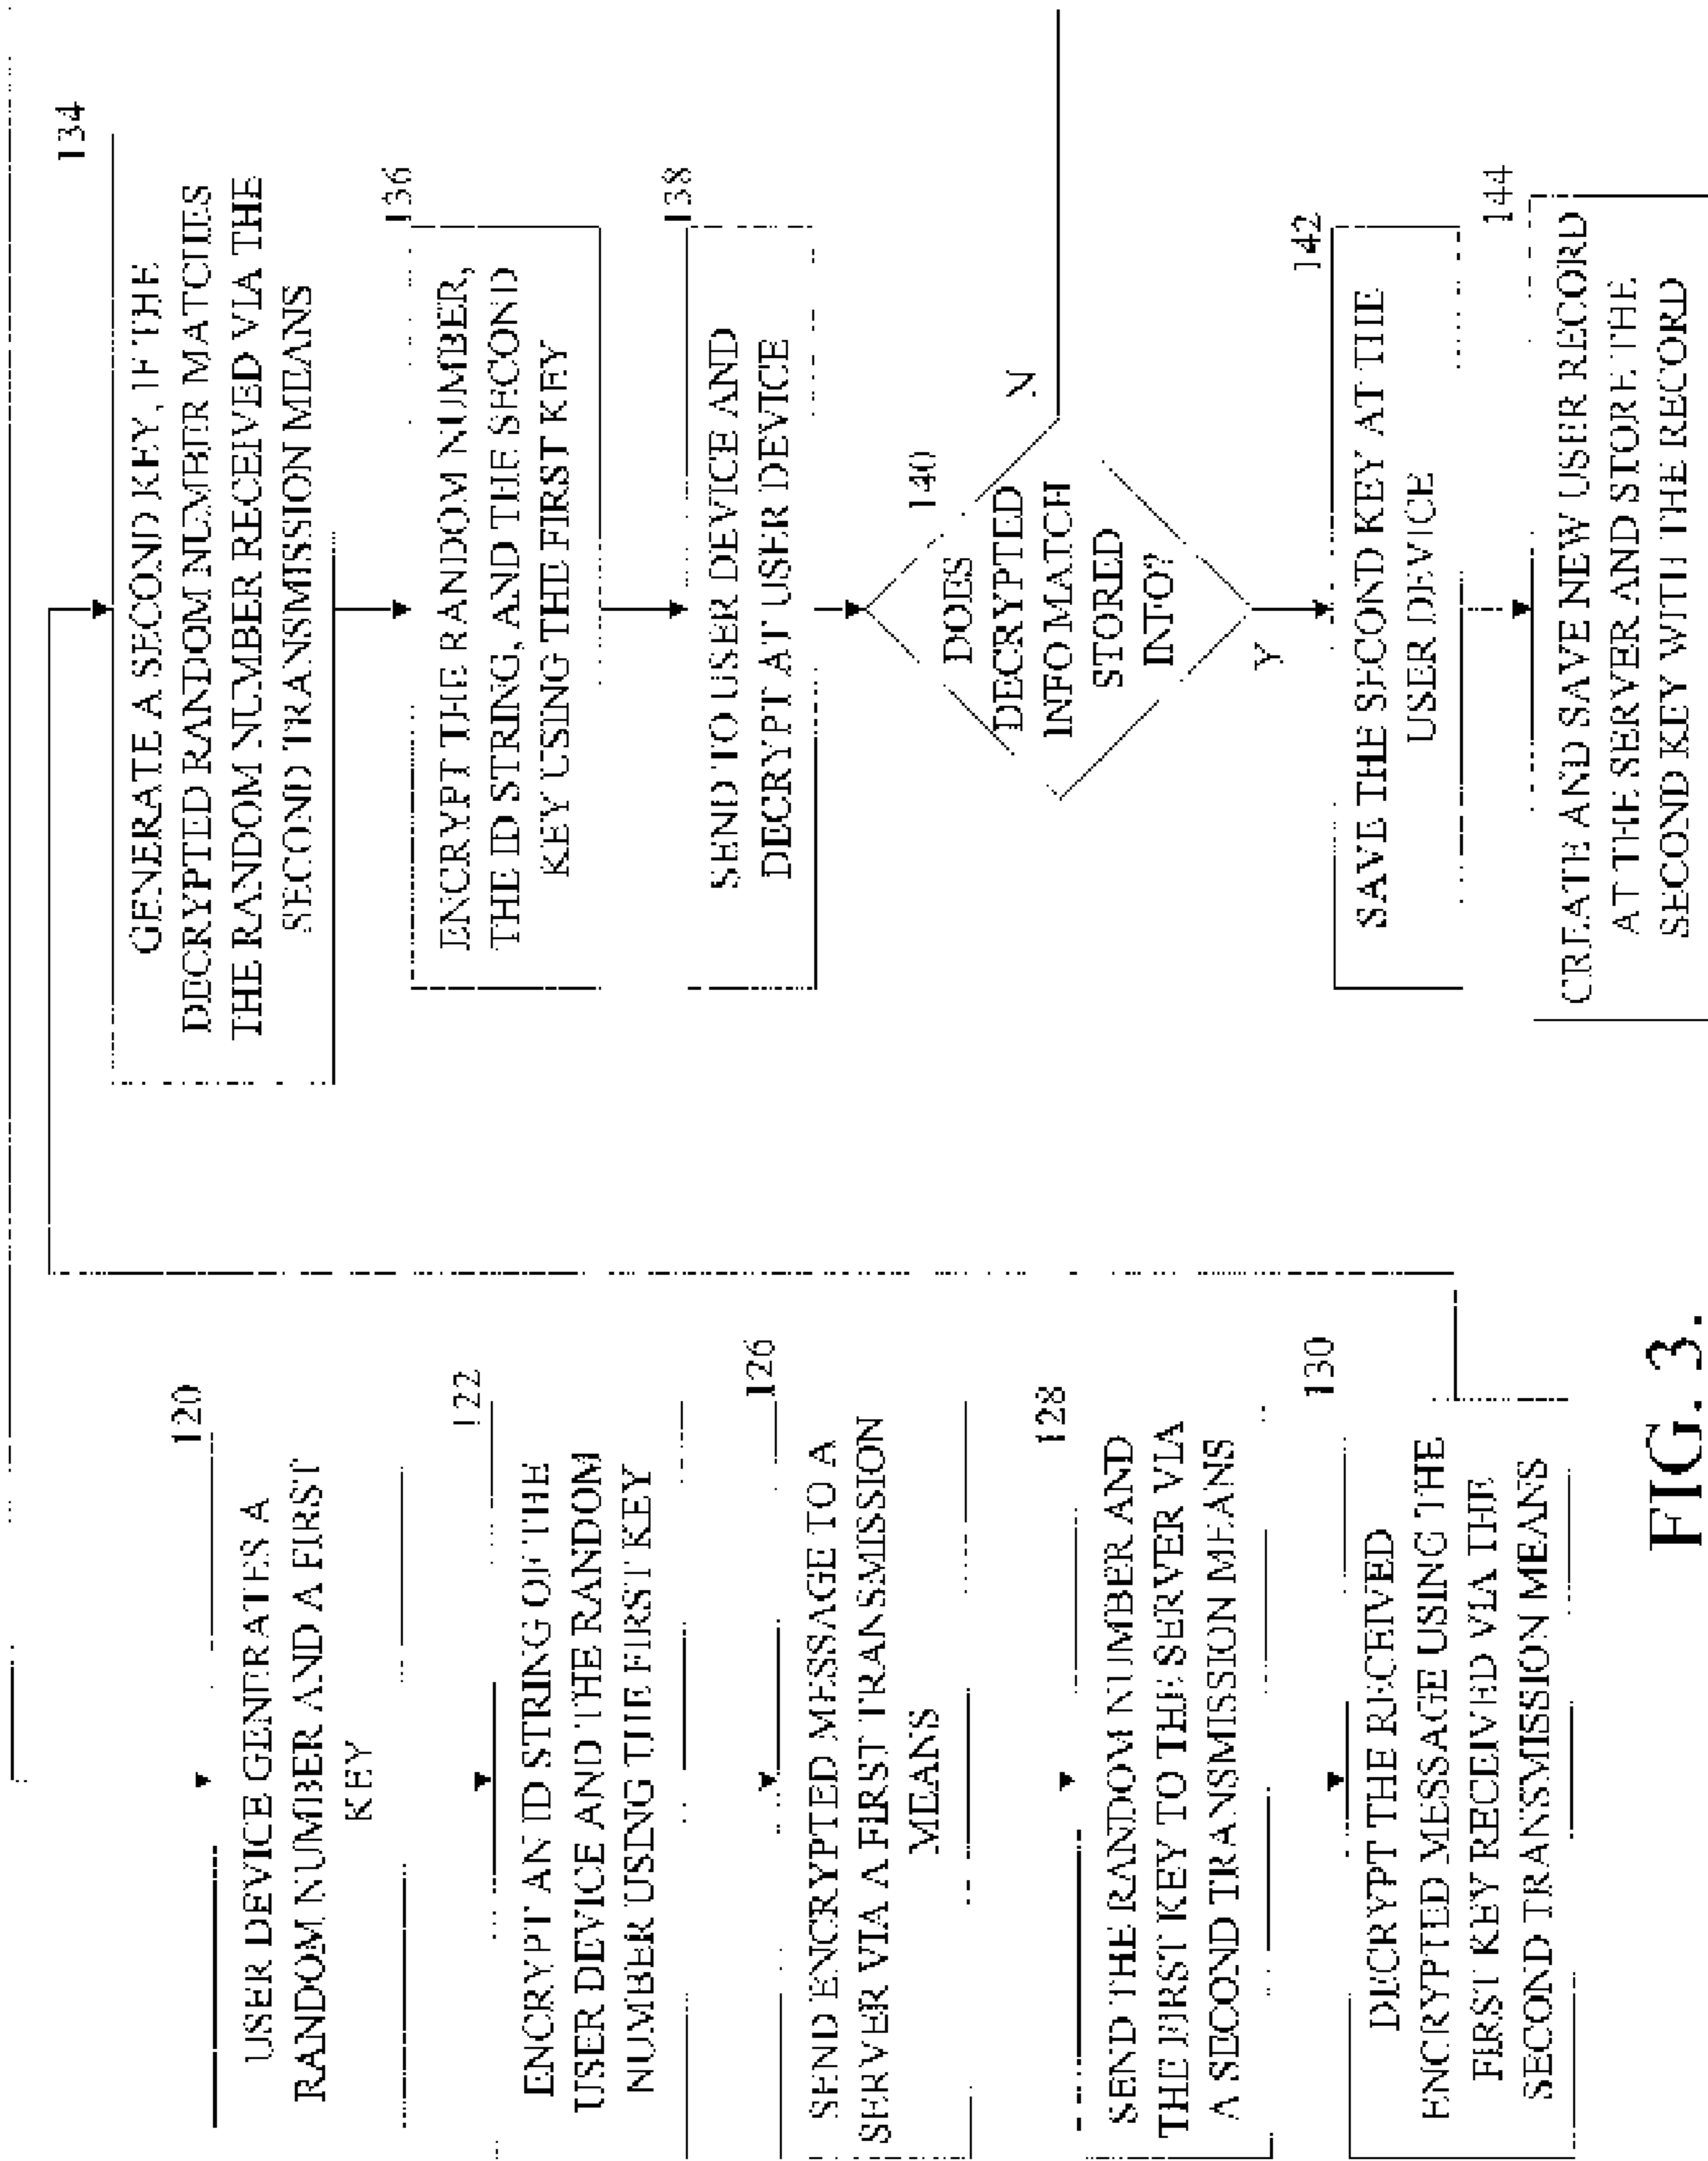 120
USER DEVICE GENERATES A
RANDOM NUMBER AND A FIRST
KEY
122
ENCRYPT AN ID STRING OF THE
USER DEVICE AND THE RANDOM
NUMBER USING THE FIRST KEY
126
SEND ENCRYPTED MESSAGE TO A
SERVER VIA A FIRST TRANSMISSION
MEANS
128
SEND THE RANDOM NUMBER AND
THE FIRST KEY TO THE SERVER VIA
A SECOND TRANSMISSION MEANS
130
DECRYPT THE RECEIVED
ENCRYPTED MESSAGE USING THE
FIRST KEY RECEIVED VIA THE
SECOND TRANSMISSION MEANS
134
GENERATE A SECOND KEY, IF THE
DECRYPTED RANDOM NUMBER MATCHES
THE RANDOM NUMBER RECEIVED VIA THE
SECOND TRANSMISSION MEANS
136
ENCRYPT THE RANDOM NUMBER,
THE ID STRING, AND THE SECOND
KEY USING THE FIRST KEY
138
SEND TO USER DEVICE AND
DECRYPT AT USER DEVICE
140
DOES
DECRYPTED
INFO MATCH
STORED
INFO?
N
Y
142
SAVE THE SECOND KEY AT THE
USER DEVICE
144
CREATE AND SAVE NEW USER RECORD
AT THE SERVER AND STORE THE
SECOND KEY WITH THE RECORD
FIG. 3.